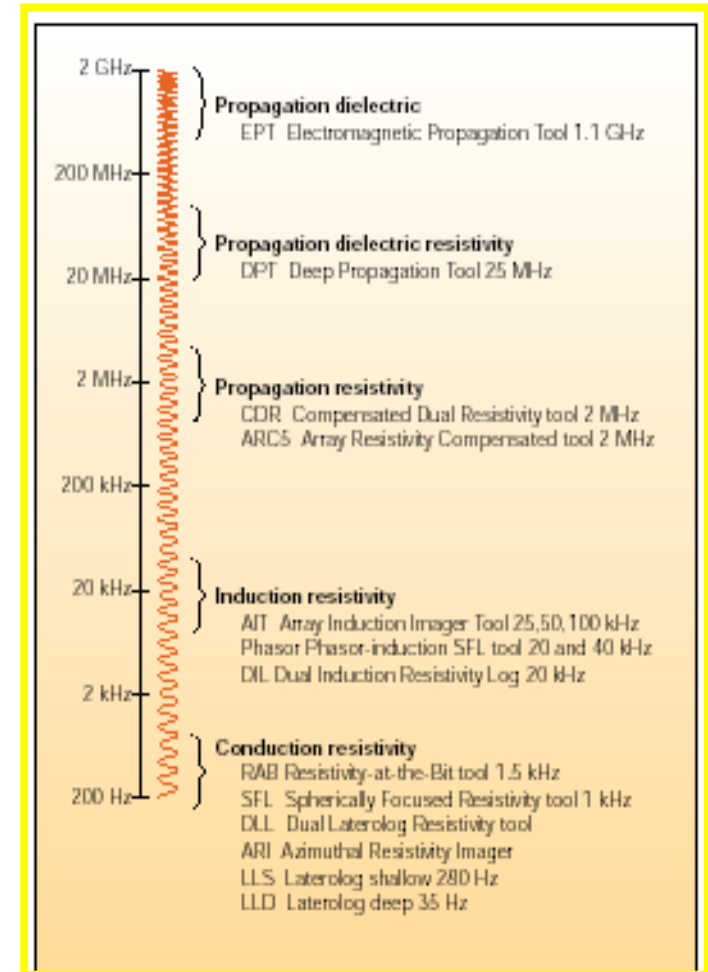 2 GHz
Propagation dielectric
EPT Electromagnetic Propagation Tool 1.1 GHz
200 MHz
Propagation dielectric resistivity
DPT Deep Propagation Tool 25 MHz
20 MHz
2 MHz
Propagation resistivity
CDR Compensated Dual Resistivity tool 2 MHz
ARC5 Array Resistivity Compensated tool 2 MHz
200 kHz
20 kHz
Induction resistivity
AIT Array Induction Imager Tool 25,50,100 kHz
Phasor Phasor-induction SFL tool 20 and 40 kHz
DIL Dual Induction Resistivity Log 20 kHz
2 kHz
Conduction resistivity
RAB Resistivity-at-the-Bit tool 1.5 kHz
200 Hz
SFL Spherically Focused Resistivity tool 1 kHz
DLL Dual Laterolog Resistivity tool
ARI Azimuthal Resistivity Imager
LLS Laterolog shallow 280 Hz
LLD Laterolog deep 35 Hz